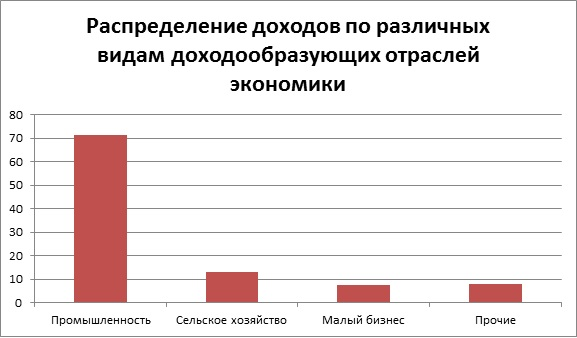 Распределение доходов по различных
видам доходообразующих отраслей
экономики
80
70
60
50
40
30
20
10
0
Промышленность Сельское хозяйство Малый бизнес Прочие